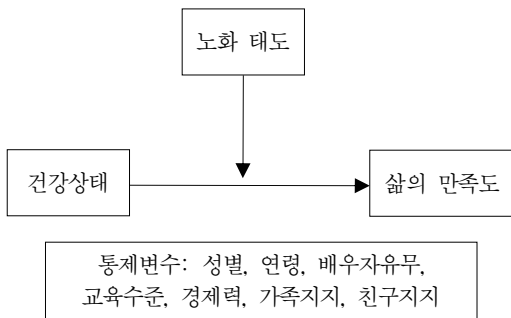 노화 태도
건강상태
삶의 만족도
통제변수: 성별, 연령, 배우자유무,
교육수준, 경제력, 가족지지, 친구지지